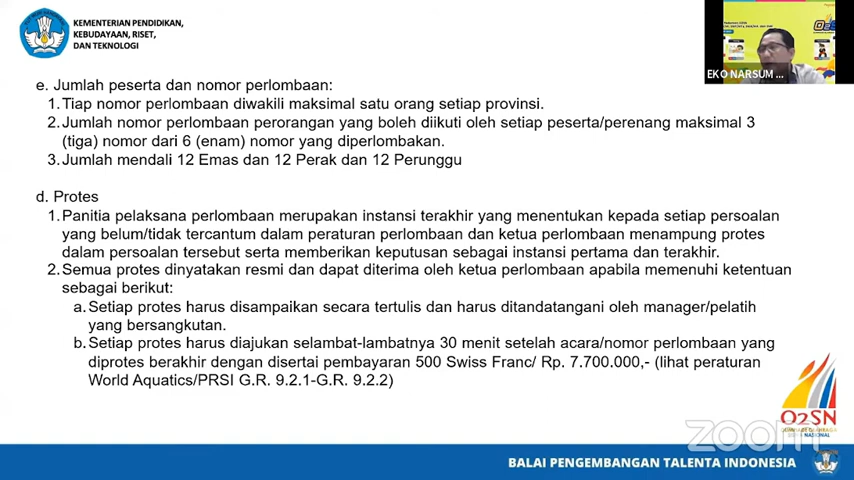 KEMENTERIAN PENDIDIKAN,
KEBUDAYAAN, RISET,
DAN TEKNOLOGI
EKO NARSUM ...
e. Jumlah peserta dan nomor perlombaan:
1. Tiap nomor perlombaan diwakili maksimal satu orang setiap provinsi.
2. Jumlah nomor perlombaan perorangan yang boleh diikuti oleh setiap peserta/perenang maksimal 3
(tiga) nomor dari 6 (enam) nomor yang diperlombakan.
3. Jumlah mendali 12 Emas dan 12 Perak dan 12 Perunggu
d. Protes
1. Panitia pelaksana perlombaan merupakan instansi terakhir yang menentukan kepada setiap persoalan
yang belum/tidak tercantum dalam peraturan perlombaan dan ketua perlombaan menampung protes
dalam persoalan tersebut serta memberikan keputusan sebagai instansi pertama dan terakhir.
2. Semua protes dinyatakan resmi dan dapat diterima oleh ketua perlombaan apabila memenuhi ketentuan
sebagai berikut:
a. Setiap protes harus disampaikan secara tertulis dan harus ditandatangani oleh manager/pelatih
yang bersangkutan.
b. Setiap protes harus diajukan selambat-lambatnya 30 menit setelah acara/nomor perlombaan yang
diprotes berakhir dengan disertai pembayaran 500 Swiss Franc/ Rp. 7.700.000,- (lihat peraturan
World Aquatics/PRSI G.R. 9.2.1-G.R. 9.2.2)
O2SN
zoom
BALAI PENGEMBANGAN TALENTA INDONESIA